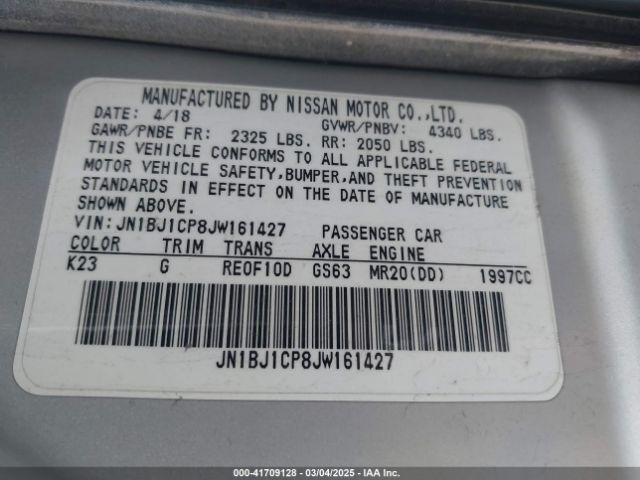 MANUFACTURED BY NISSAN MOTOR CO.,LTD.
DATE: 4/18 GVWR/PNBV: 4340 LBS.
GAWR/PNBE FR: 2325 LBS. RR: 2050 LBS.
THIS VEHICLE CONFORMS TO ALL APPLICABLE FEDERAL
MOTOR VEHICLE SAFETY,BUMPER,AND THEFT PREVENTION
STANDARDS IN EFFECT ON THE DATE OF MANUFACTURE
SHOWN ABOVE.
VIN:JN1BJ1CP8JW161427 PASSENGER CAR
COLOR TRIM TRANS AXLE ENGINE
K23 G RE0F10D GS63 MR20(DD) 1997CC
JN1BJ1CP8JW161427
000-41709128 - 03/04/2025 - IAA Inc.